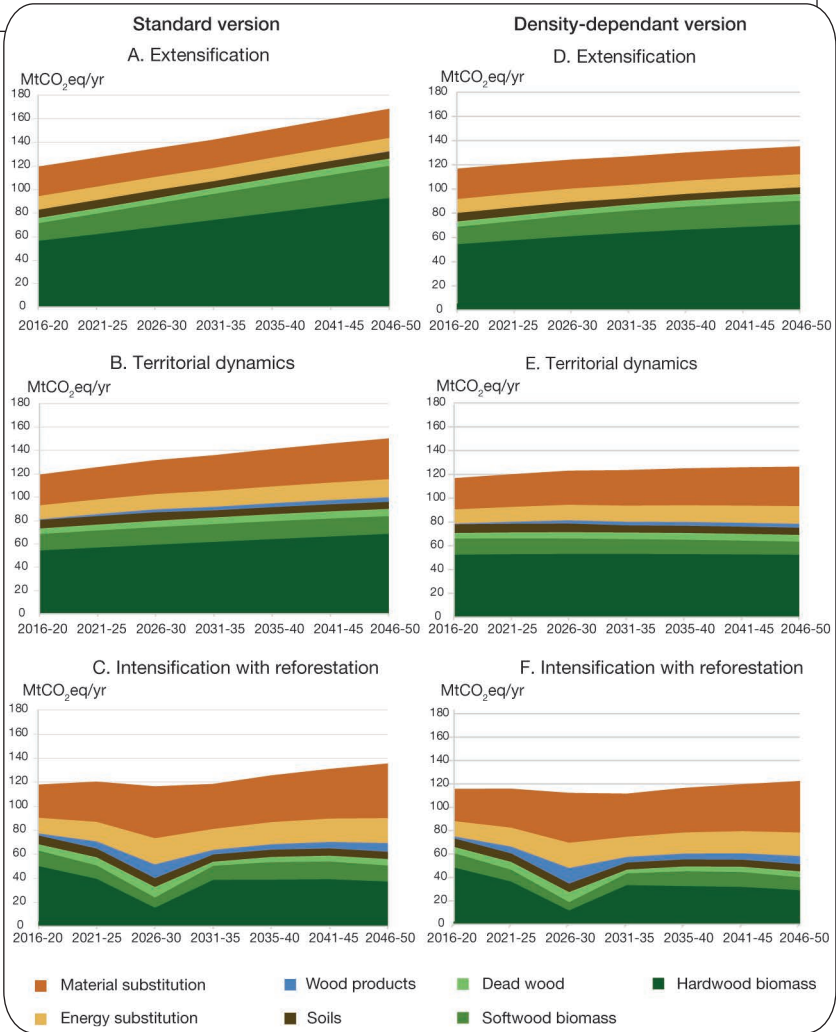 Standard version
Density-dependant version
A. Extensification
MtCO2eq/yr
180
160
140
120
100
80
60
40
20
0
2016-20 2021-25 2026-30 2031-35 2035-40 2041-45 2046-50
D. Extensification
MtCO2eq/yr
180
160
140
120
100
80
60
40
20
0
2016-20 2021-25 2026-30 2031-35 2035-40 2041-45 2046-50
B. Territorial dynamics
MtCO2eq/yr
180
160
140
120
100
80
60
40
20
0
2016-20 2021-25 2026-30 2031-35 2035-40 2041-45 2046-50
E. Territorial dynamics
MtCO2eq/yr
180
160
140
120
100
80
60
40
20
0
2016-20 2021-25 2026-30 2031-35 2035-40 2041-45 2046-50
C. Intensification with reforestation
MtCO2eq/yr
180
160
140
120
100
80
60
40
20
0
2016-20 2021-25 2026-30 2031-35 2035-40 2041-45 2046-50
F. Intensification with reforestation
MtCO2eq/yr
180
160
140
120
100
80
60
40
20
0
2016-20 2021-25 2026-30 2031-35 2035-40 2041-45 2046-50
Material substitution
Wood products
Dead wood
Hardwood biomass
Energy substitution
Soils
Softwood biomass